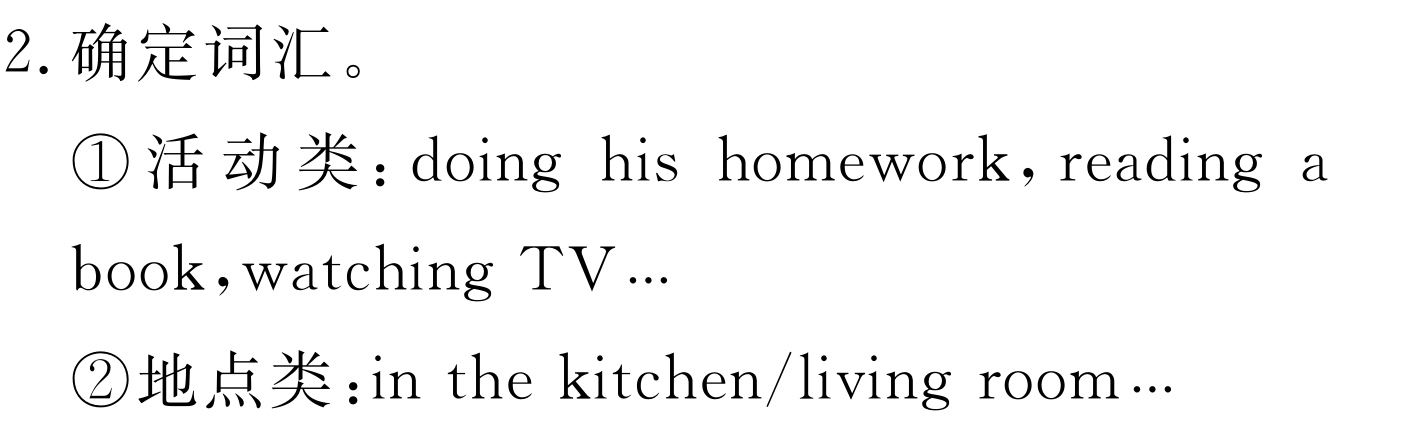 2. 确定词汇。
①活动类:doing his homework, reading a
book,watching TV…
②地点类:in the kitchen/living room…